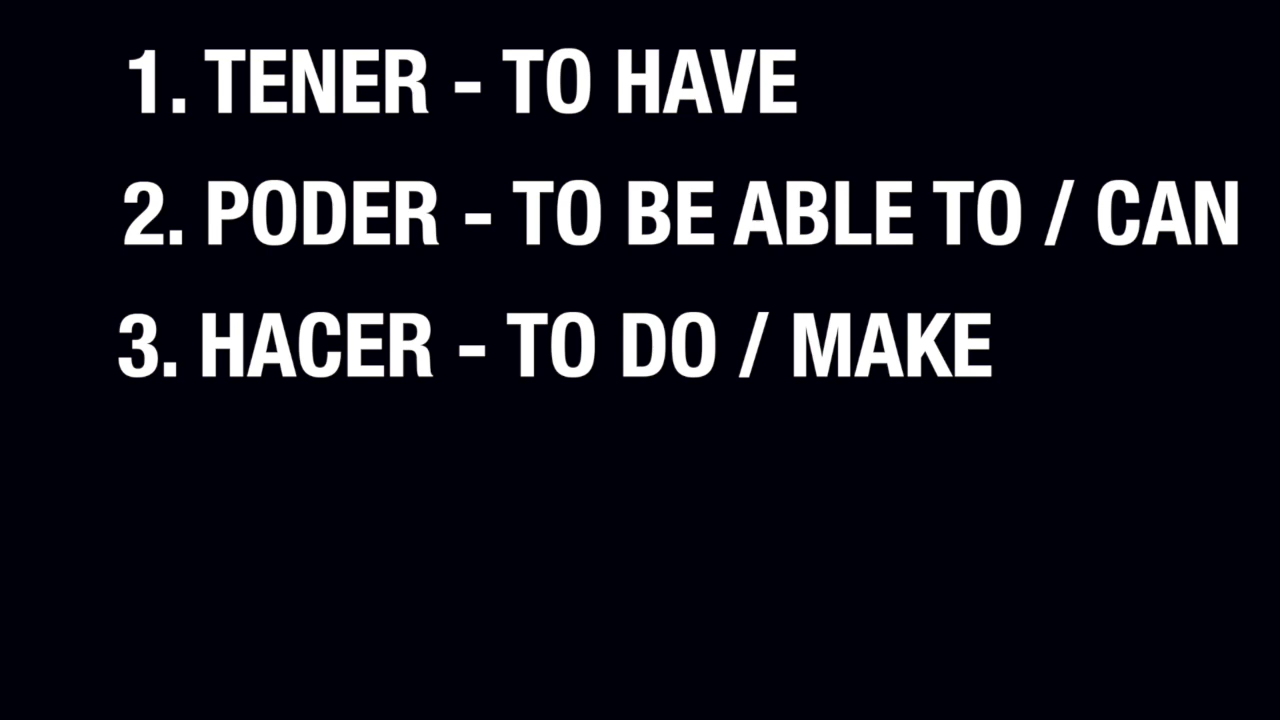 1. TENER - TO HAVE
2. PODER - TO BE ABLE TO / CAN
3. HACER - TO DO / MAKE